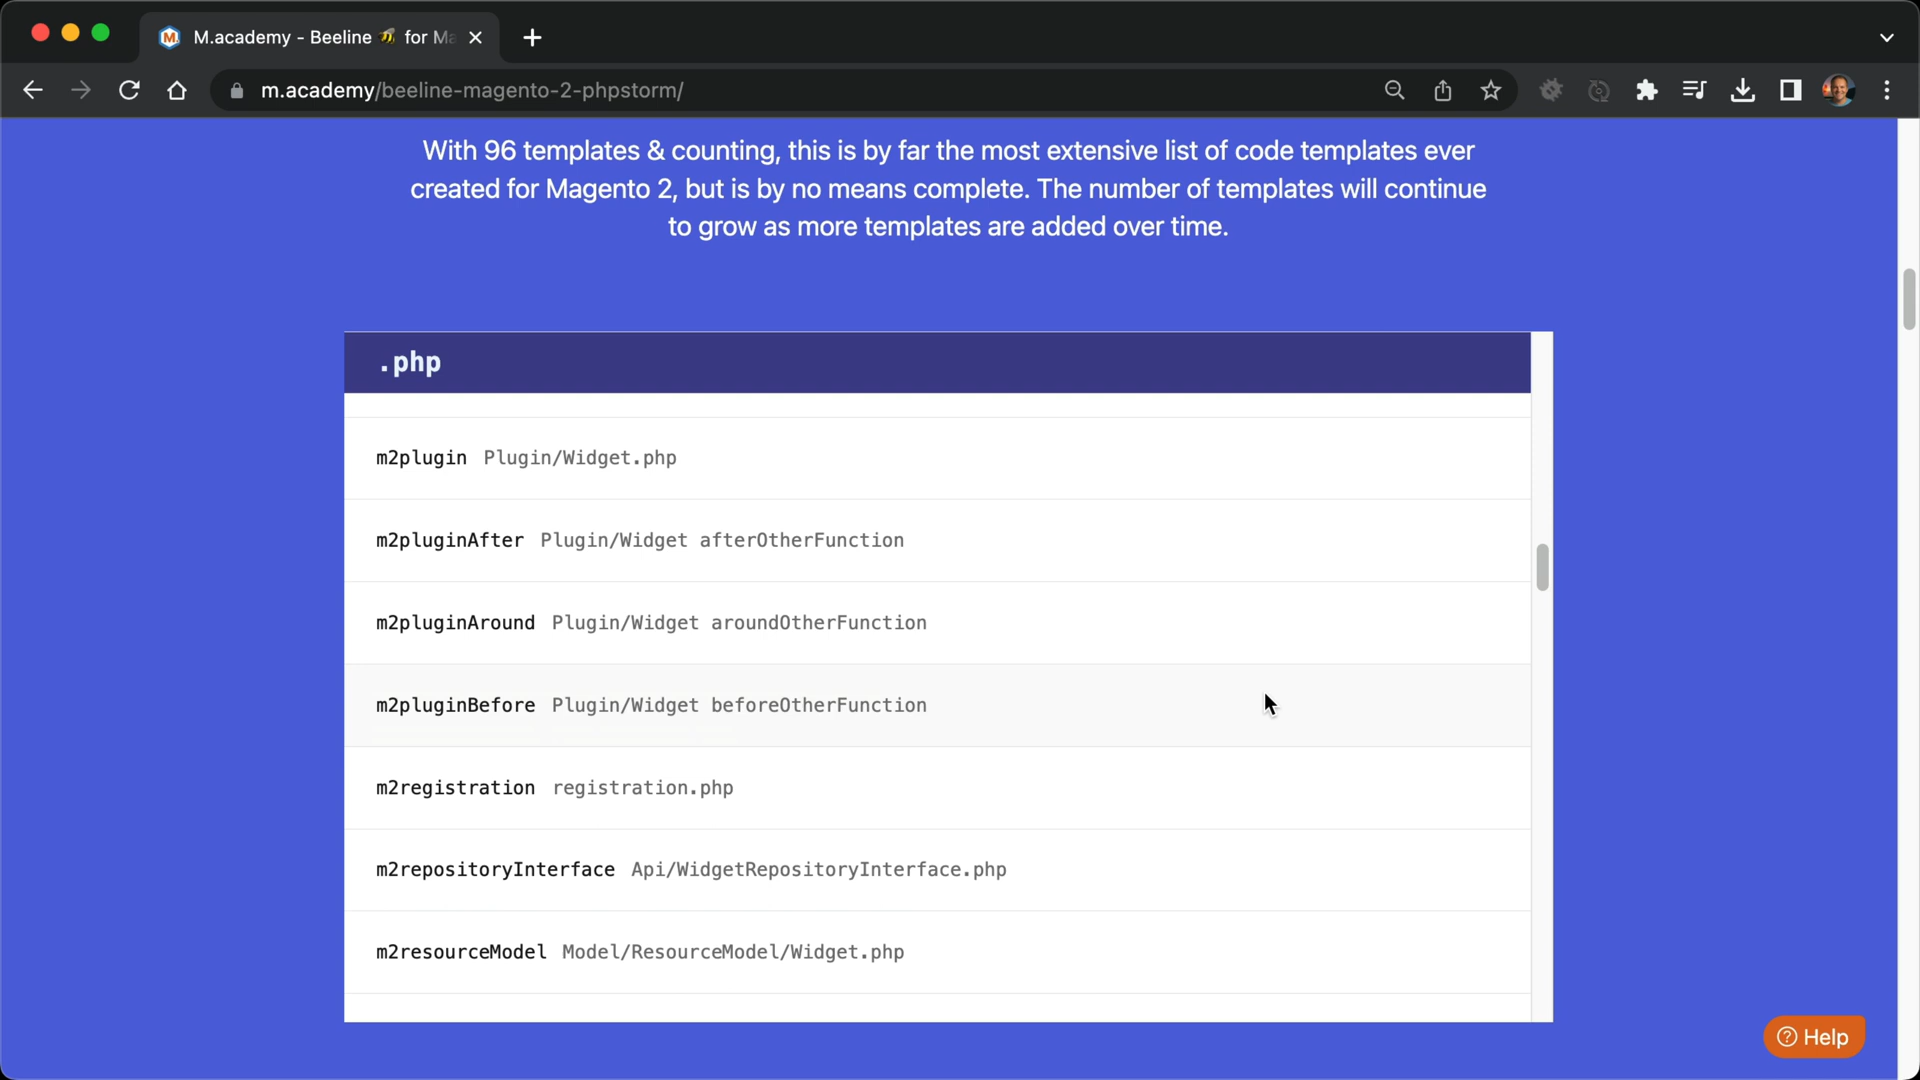 M.academy - Beeline 🐝 for Ma
m.academy/beeline-magento-2-phpstorm/
With 96 templates & counting, this is by far the most extensive list of code templates ever
created for Magento 2, but is by no means complete. The number of templates will continue
to grow as more templates are added over time.
.php
m2plugin Plugin/Widget.php
m2pluginAfter Plugin/Widget afterOtherFunction
m2pluginAround Plugin/Widget aroundOtherFunction
m2pluginBefore Plugin/Widget beforeOtherFunction
m2registration registration.php
m2repositoryInterface Api/WidgetRepositoryInterface.php
m2resourceModel Model/ResourceModel/Widget.php
Help